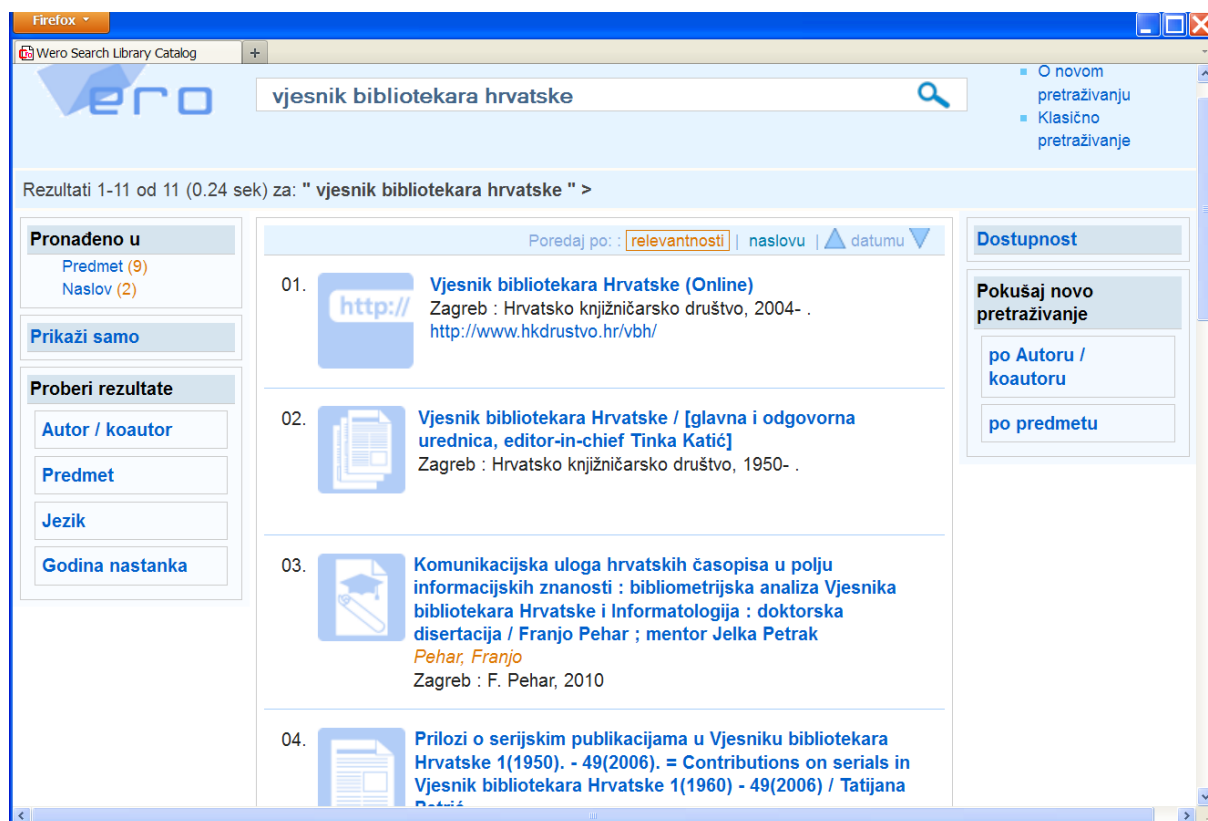 Firefox
Wero Search Library Catalog
+
ero
vjesnik bibliotekara hrvatske
O novom
pretraživanju
Klasično
pretraživanje
Rezultati 1-11 od 11 (0.24 sek) za: " vjesnik bibliotekara hrvatske " >
Pronađeno u
Predmet (9)
Naslov (2)
Prikaži samo
Proberi rezultate
Autor / koautor
Predmet
Jezik
Godina nastanka
Poredaj po: : relevantnosti | naslovu | datumu
01.
http://
Vjesnik bibliotekara Hrvatske (Online)
Zagreb : Hrvatsko knjižničarsko društvo, 2004- .
http://www.hkdrustvo.hr/vbh/
02.
Vjesnik bibliotekara Hrvatske / [glavna i odgovorna
urednica, editor-in-chief Tinka Katić]
Zagreb : Hrvatsko knjižničarsko društvo, 1950- .
03.
Komunikacijska uloga hrvatskih časopisa u polju
informacijskih znanosti : bibliometrijska analiza Vjesnika
bibliotekara Hrvatske i Informatologija : doktorska
disertacija / Franjo Pehar ; mentor Jelka Petrak
Pehar, Franjo
Zagreb : F. Pehar, 2010
04.
Prilozi o serijskim publikacijama u Vjesniku bibliotekara
Hrvatske 1(1950). - 49(2006). = Contributions on serials in
Vjesnik bibliotekara Hrvatske 1(1960) - 49(2006) / Tatijana
Dostupnost
Pokušaj novo
pretraživanje
po Autoru /
koautoru
po predmetu